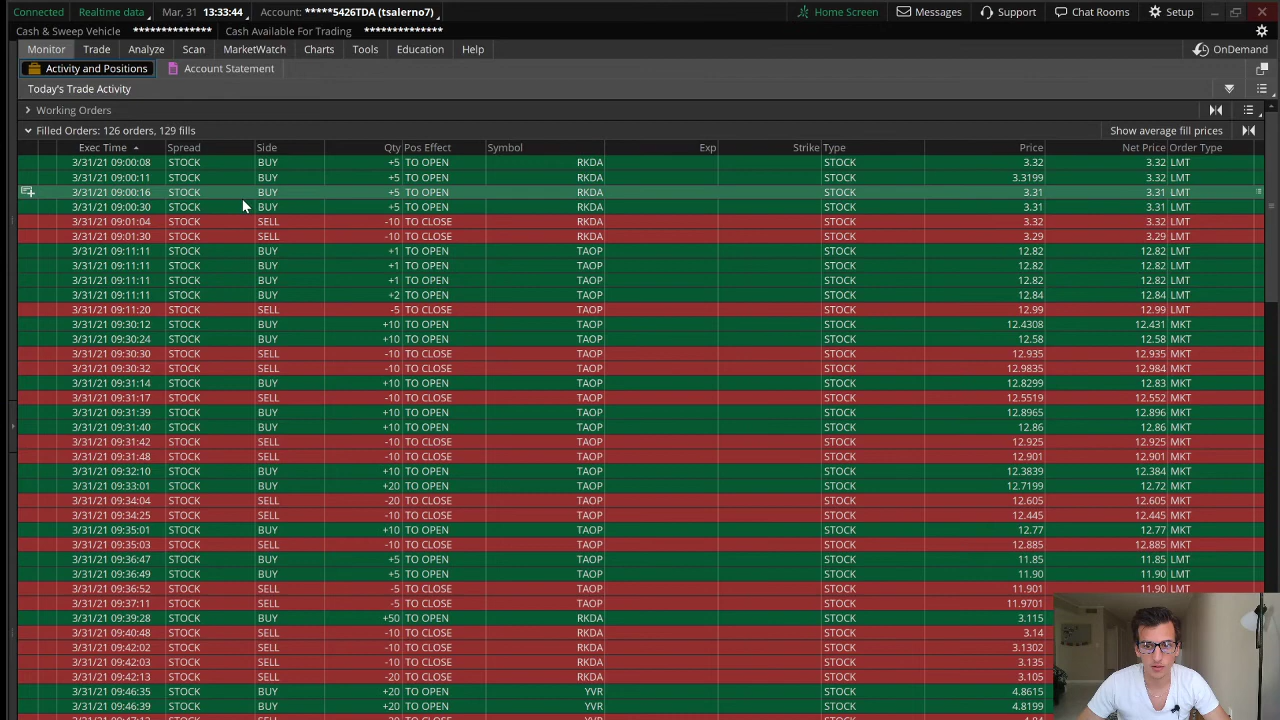 Connected Realtime data Mar, 31 13:33:44 Account: *****5426TDA (tsalerno7) Home Screen Messages Support Chat Rooms Setup
Cash & Sweep Vehicle ************** Cash Available For Trading **************
Monitor Trade Analyze Scan MarketWatch Charts Tools Education Help OnDemand
Activity and Positions Account Statement
Today's Trade Activity
Working Orders
Filled Orders: 126 orders, 129 fills Show average fill prices
Exec Time Spread Side Qty Pos Effect Symbol Exp Strike Type Price Net Price Order Type
3/31/21 09:00:08 STOCK BUY +5 TO OPEN RKDA STOCK 3.32 3.32 LMT
3/31/21 09:00:11 STOCK BUY +5 TO OPEN RKDA STOCK 3.3199 3.32 LMT
3/31/21 09:00:16 STOCK BUY +5 TO OPEN RKDA STOCK 3.31 3.31 LMT
3/31/21 09:00:30 STOCK BUY +5 TO OPEN RKDA STOCK 3.31 3.31 LMT
3/31/21 09:01:04 STOCK SELL -10 TO CLOSE RKDA STOCK 3.32 3.32 LMT
3/31/21 09:01:30 STOCK SELL -10 TO CLOSE RKDA STOCK 3.29 3.29 LMT
3/31/21 09:11:11 STOCK BUY +1 TO OPEN TAOP STOCK 12.82 12.82 LMT
3/31/21 09:11:11 STOCK BUY +1 TO OPEN TAOP STOCK 12.82 12.82 LMT
3/31/21 09:11:11 STOCK BUY +1 TO OPEN TAOP STOCK 12.82 12.82 LMT
3/31/21 09:11:11 STOCK BUY +2 TO OPEN TAOP STOCK 12.84 12.84 LMT
3/31/21 09:11:20 STOCK SELL -5 TO CLOSE TAOP STOCK 12.99 12.99 LMT
3/31/21 09:30:12 STOCK BUY +10 TO OPEN TAOP STOCK 12.4308 12.431 MKT
3/31/21 09:30:24 STOCK BUY +10 TO OPEN TAOP STOCK 12.58 12.58 MKT
3/31/21 09:30:30 STOCK SELL -10 TO CLOSE TAOP STOCK 12.935 12.935 MKT
3/31/21 09:30:32 STOCK SELL -10 TO CLOSE TAOP STOCK 12.9835 12.984 MKT
3/31/21 09:31:14 STOCK BUY +10 TO OPEN TAOP STOCK 12.8299 12.83 MKT
3/31/21 09:31:17 STOCK SELL -10 TO CLOSE TAOP STOCK 12.5519 12.552 MKT
3/31/21 09:31:39 STOCK BUY +10 TO OPEN TAOP STOCK 12.8965 12.896 MKT
3/31/21 09:31:40 STOCK BUY +10 TO OPEN TAOP STOCK 12.86 12.86 MKT
3/31/21 09:31:42 STOCK SELL -10 TO CLOSE TAOP STOCK 12.925 12.925 MKT
3/31/21 09:31:48 STOCK SELL -10 TO CLOSE TAOP STOCK 12.901 12.901 MKT
3/31/21 09:32:10 STOCK BUY +10 TO OPEN TAOP STOCK 12.3839 12.384 MKT
3/31/21 09:33:01 STOCK BUY +20 TO OPEN TAOP STOCK 12.7199 12.72 MKT
3/31/21 09:34:04 STOCK SELL -20 TO CLOSE TAOP STOCK 12.605 12.605 MKT
3/31/21 09:34:25 STOCK SELL -10 TO CLOSE TAOP STOCK 12.445 12.445 MKT
3/31/21 09:35:01 STOCK BUY +10 TO OPEN TAOP STOCK 12.77 12.77 MKT
3/31/21 09:35:03 STOCK SELL -10 TO CLOSE TAOP STOCK 12.885 12.885 MKT
3/31/21 09:36:47 STOCK BUY +5 TO OPEN TAOP STOCK 11.85 11.85 LMT
3/31/21 09:36:49 STOCK BUY +5 TO OPEN TAOP STOCK 11.90 11.90 LMT
3/31/21 09:36:52 STOCK SELL -5 TO CLOSE TAOP STOCK 11.901 11.90 LMT
3/31/21 09:37:11 STOCK SELL -5 TO CLOSE TAOP STOCK 11.9701
3/31/21 09:39:28 STOCK BUY +50 TO OPEN RKDA STOCK 3.115
3/31/21 09:40:48 STOCK SELL -10 TO CLOSE RKDA STOCK 3.14
3/31/21 09:42:02 STOCK SELL -10 TO CLOSE RKDA STOCK 3.1302
3/31/21 09:42:03 STOCK SELL -10 TO CLOSE RKDA STOCK 3.135
3/31/21 09:42:13 STOCK SELL -20 TO CLOSE RKDA STOCK 3.105
3/31/21 09:46:35 STOCK BUY +20 TO OPEN YVR STOCK 4.8615
3/31/21 09:46:39 STOCK BUY +20 TO OPEN YVR STOCK 4.8199